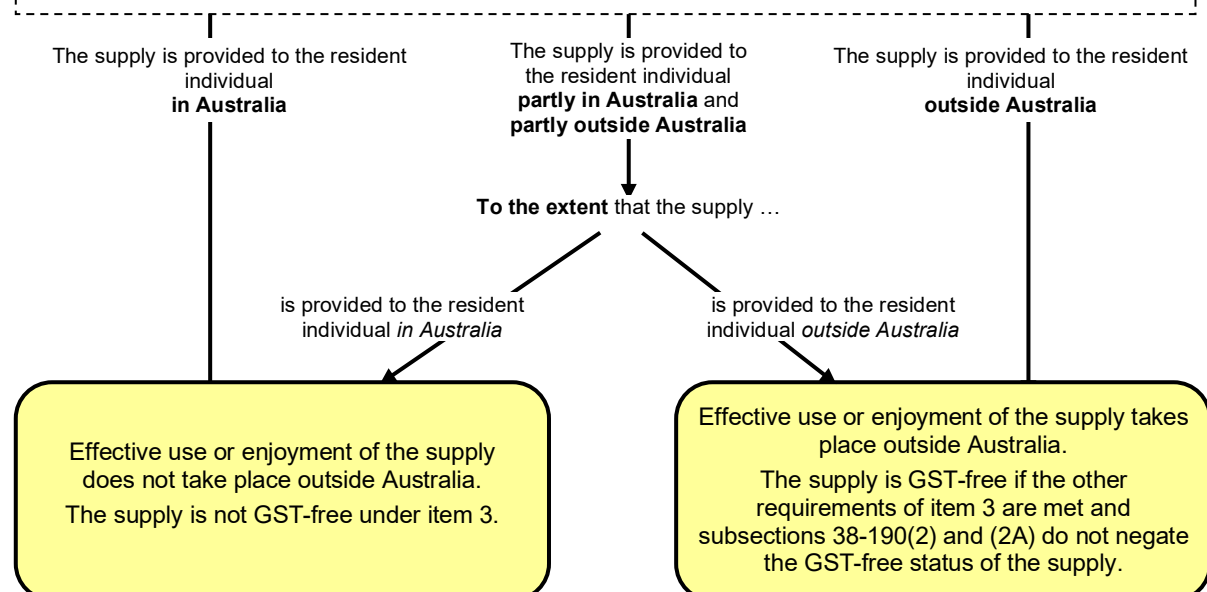 The supply is provided to the resident
individual
in Australia
The supply is provided to
the resident individual
partly in Australia and
partly outside Australia
The supply is provided to the resident
individual
outside Australia
To the extent that the supply …
is provided to the resident
individual in Australia
is provided to the resident
individual outside Australia
Effective use or enjoyment of the supply
does not take place outside Australia.
The supply is not GST-free under item 3.
Effective use or enjoyment of the supply takes
place outside Australia.
The supply is GST-free if the other
requirements of item 3 are met and
subsections 38-190(2) and (2A) do not negate
the GST-free status of the supply.